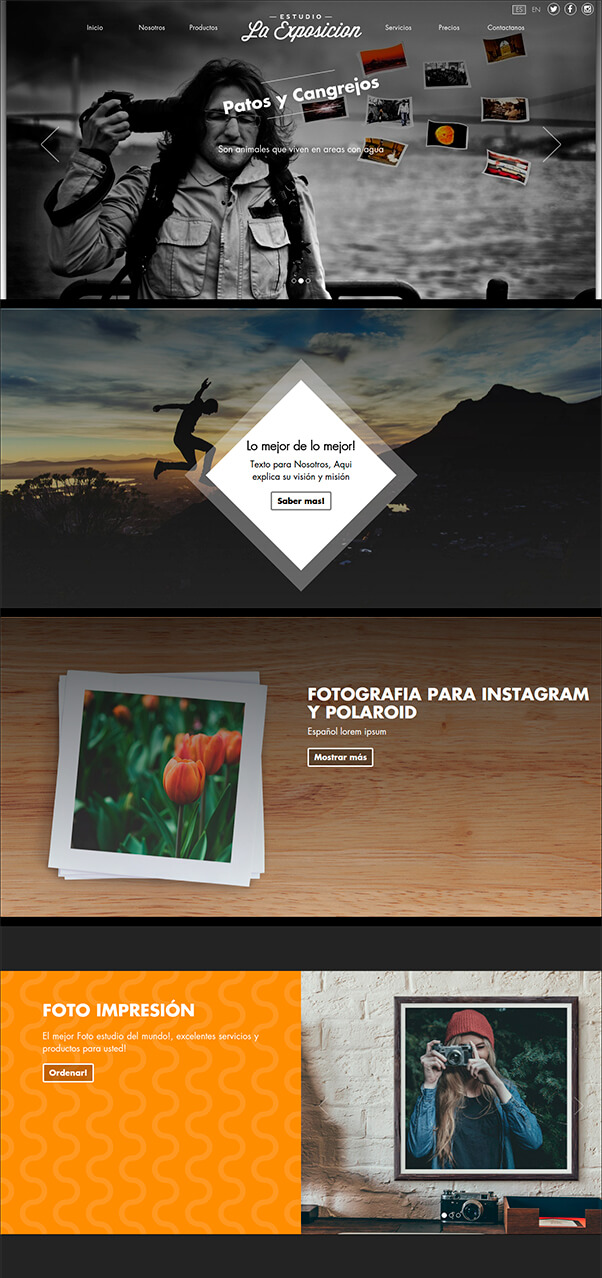 ES EN
ESTUDIO
Inicio Nosotros Productos La Exposicion Servicios Precios Contactanos
Patos y Cangrejos
Son animales que viven en areas con agua
Lo mejor de lo mejor!
Texto para Nosotros, Aqui
explica su visión y misión
Saber mas!
FOTOGRAFIA PARA INSTAGRAM
Y POLAROID
Español lorem ipsum
Mostrar más
FOTO IMPRESIÓN
El mejor Foto estudio del mundo!, excelentes servicios y
productos para usted!
Ordenar!